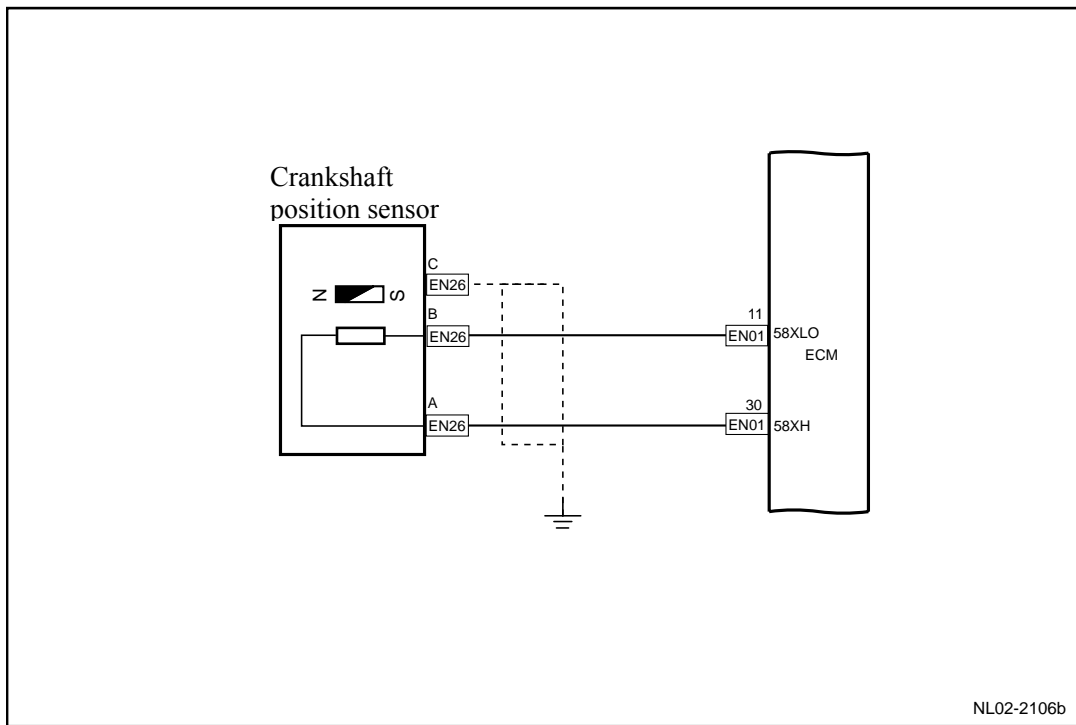 Crankshaft
position sensor
C
EN26
N
S
B
EN26
11
EN01
58XLO
ECM
A
EN26
30
EN01
58XH
NL02-2106b